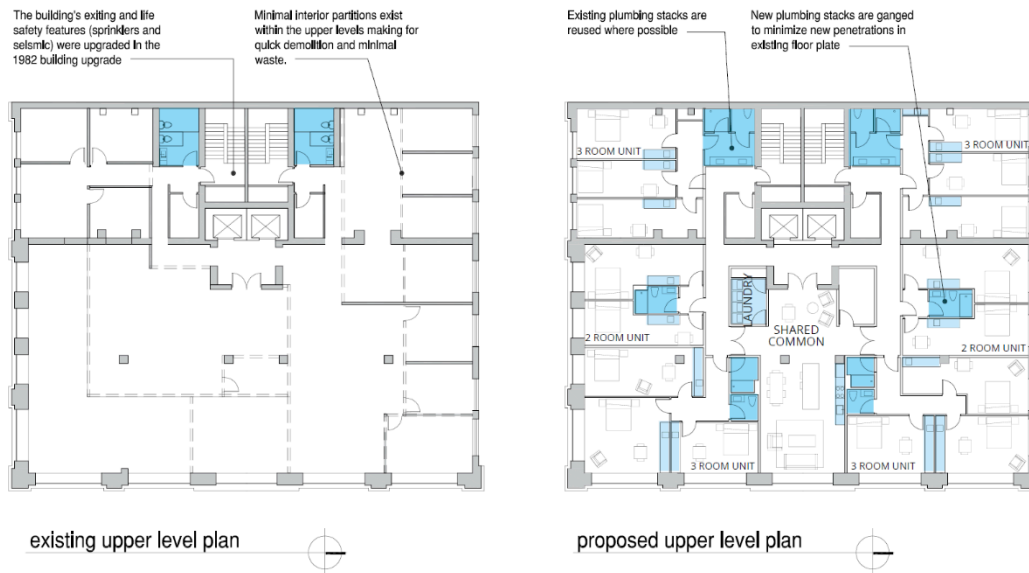 The building's exiting and life
safety features (sprinklers and
seismic) were upgraded in the
1982 building upgrade
Minimal interior partitions exist
within the upper levels making for
quick demolition and minimal
waste.
Existing plumbing stacks are
reused where possible
New plumbing stacks are ganged
to minimize new penetrations in
existing floor plate
3 ROOM UNIT
3 ROOM UNIT
LAUNDRY
SHARED
COMMON
2 ROOM UNIT
2 ROOM UNIT
3 ROOM UNIT
3 ROOM UNIT
existing upper level plan
proposed upper level plan